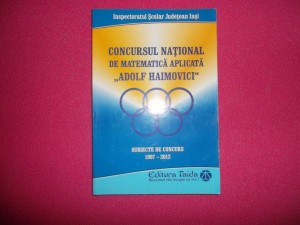 Inspectoratul Școlar Județean Iași
CONCURSUL NAȚIONAL
DE MATEMATICĂ APLICATĂ
„ADOLF HAIMOVICI"
SUBIECTE DE CONCURS
1997 - 2012
Editura Taida